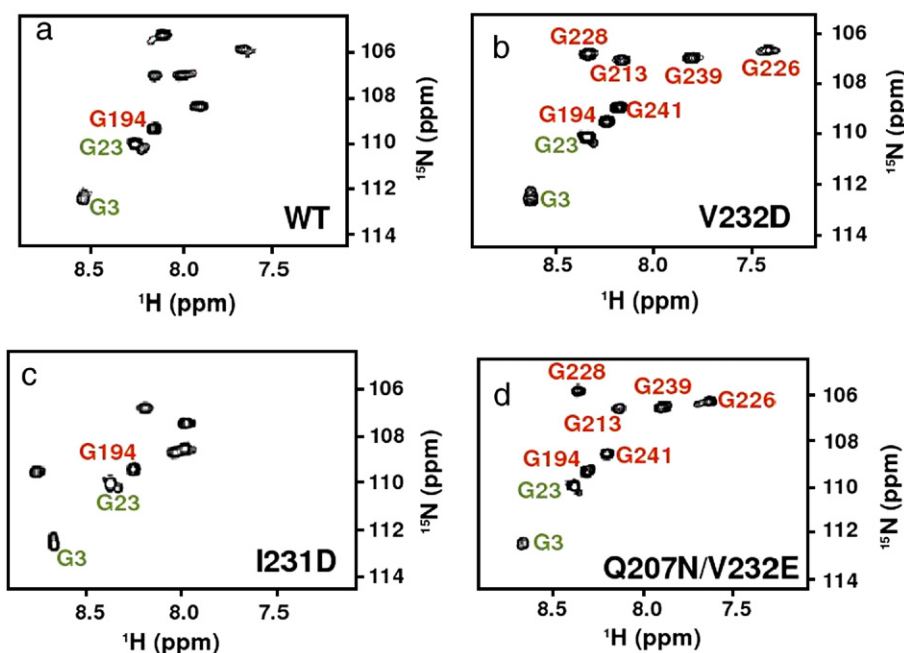 a
106
108
110
112
114
¹⁵N (ppm)
G194
G23
G3
WT
8.5 8.0 7.5
¹H (ppm)
b
G228
G213 G239 G226
106
108
110
112
114
¹⁵N (ppm)
G194 G241
G23
G3
V232D
8.5 8.0 7.5
¹H (ppm)
c
106
108
110
112
114
¹⁵N (ppm)
G194
G23
G3
I231D
8.5 8.0 7.5
¹H (ppm)
d
G228 G239
G213 G226
106
108
110
112
114
¹⁵N (ppm)
G194 G241
G23
G3
Q207N/V232E
8.5 8.0 7.5
¹H (ppm)